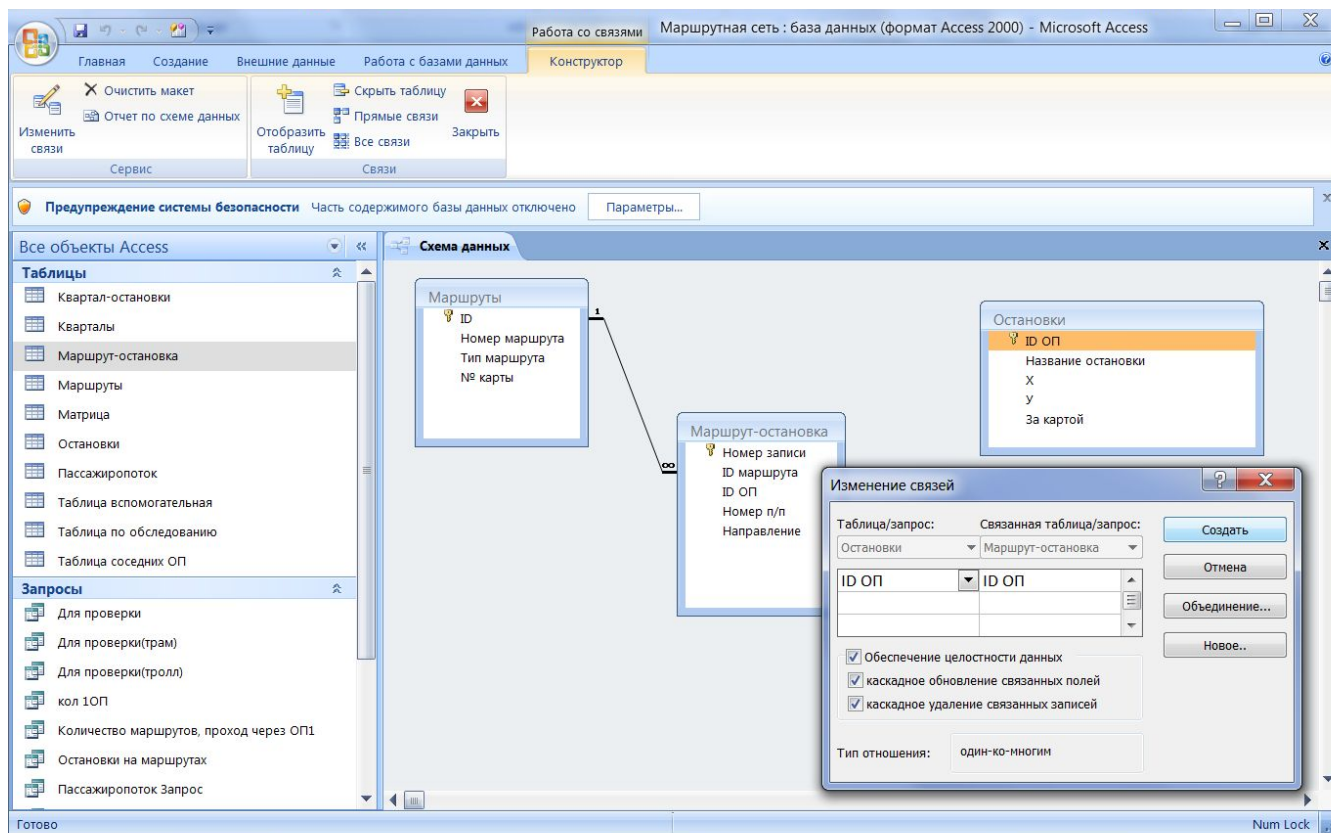 Работа со связями
Маршрутная сеть : база данных (формат Access 2000) - Microsoft Access
Главная
Создание
Внешние данные
Работа с базами данных
Конструктор
Изменить связи
Очистить макет
Отчет по схеме данных
Сервис
Отобразить таблицу
Скрыть таблицу
Прямые связи
Все связи
Закрыть
Связи
Предупреждение системы безопасности Часть содержимого базы данных отключено
Параметры...
Все объекты Access
Таблицы
Квартал-остановки
Кварталы
Маршрут-остановка
Маршруты
Матрица
Остановки
Пассажиропоток
Таблица вспомогательная
Таблица по обследованию
Таблица соседних ОП
Запросы
Для проверки
Для проверки(трам)
Для проверки(тролл)
кол 1ОП
Количество маршрутов, проход через ОП1
Остановки на маршрутах
Пассажиропоток Запрос
Схема данных
Маршруты
ID
Номер маршрута
Тип маршрута
№ карты
1
∞
Маршрут-остановка
Номер записи
ID маршрута
ID ОП
Номер п/п
Направление
Остановки
ID ОП
Название остановки
X
У
За картой
Изменение связей
Таблица/запрос:
Связанная таблица/запрос:
Остановки
Маршрут-остановка
ID ОП
ID ОП
Создать
Отмена
Объединение...
Новое..
Обеспечение целостности данных
каскадное обновление связанных полей
каскадное удаление связанных записей
Тип отношения:
один-ко-многим
Готово
Num Lock